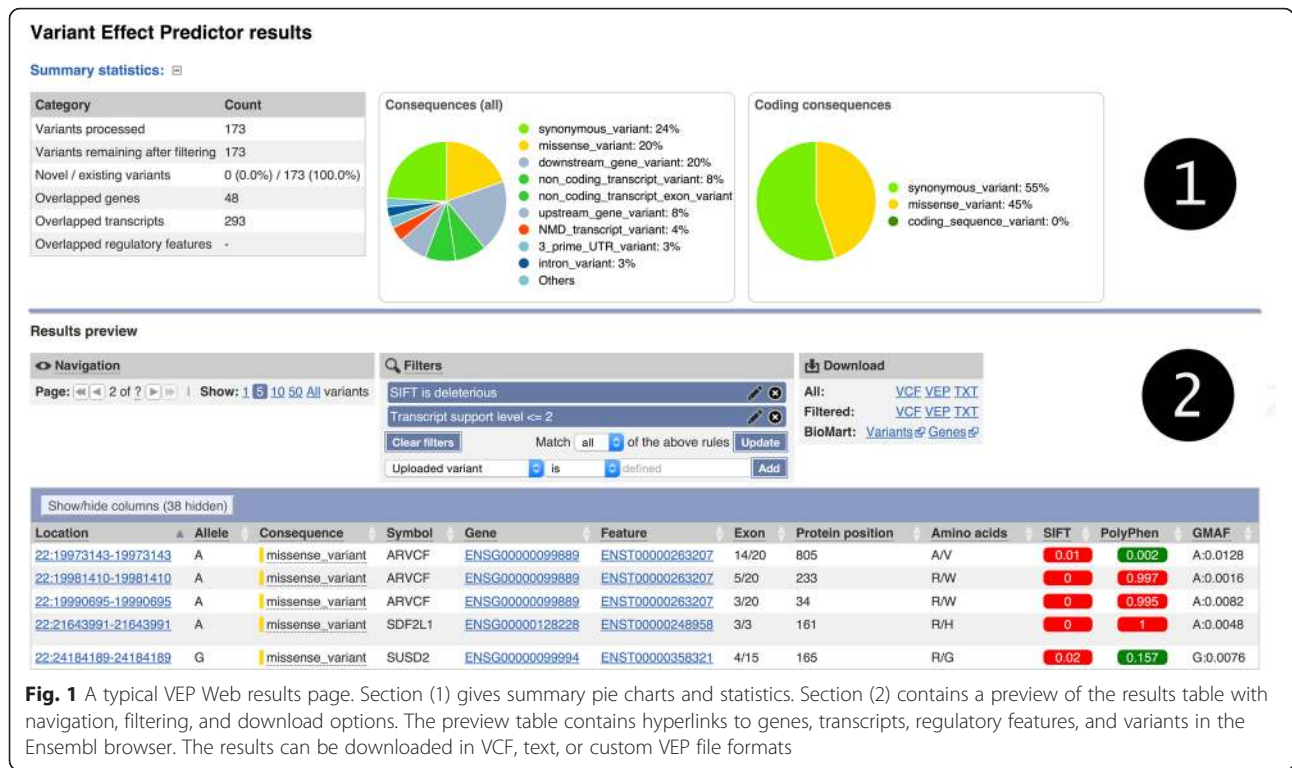 Variant Effect Predictor results
Summary statistics:
Category Count
Variants processed 173
Variants remaining after filtering 173
Novel / existing variants 0 (0.0%) / 173 (100.0%)
Overlapped genes 48
Overlapped transcripts 293
Overlapped regulatory features -
Consequences (all)
synonymous_variant: 24%
missense_variant: 20%
downstream_gene_variant: 20%
non_coding_transcript_variant: 8%
non_coding_transcript_exon_variant
upstream_gene_variant: 8%
NMD_transcript_variant: 4%
3_prime_UTR_variant: 3%
intron_variant: 3%
Others
Coding consequences
synonymous_variant: 55%
missense_variant: 45%
coding_sequence_variant: 0%
1
Results preview
Navigation
Page: 2 of ? | Show: 1 5 10 50 All variants
Filters
SIFT is deleterious
Transcript support level <= 2
Clear filters Match all of the above rules Update
Uploaded variant is defined Add
Download
All: VCF VEP TXT
Filtered: VCF VEP TXT
BioMart: Variants Genes
2
Show/hide columns (38 hidden)
Location Allele Consequence Symbol Gene Feature Exon Protein position Amino acids SIFT PolyPhen GMAF
22:19973143-19973143 A missense_variant ARVCF ENSG00000099889 ENST00000263207 14/20 805 A/V 0.01 0.002 A:0.0128
22:19981410-19981410 A missense_variant ARVCF ENSG00000099889 ENST00000263207 5/20 233 R/W 0 0.997 A:0.0016
22:19990695-19990695 A missense_variant ARVCF ENSG00000099889 ENST00000263207 3/20 34 R/W 0 0.995 A:0.0082
22:21643991-21643991 A missense_variant SDF2L1 ENSG00000128228 ENST00000248958 3/3 161 R/H 0 1 A:0.0048
22:24184189-24184189 G missense_variant SUSD2 ENSG00000099994 ENST00000358321 4/15 165 R/G 0.02 0.157 G:0.0076
Fig. 1 A typical VEP Web results page. Section (1) gives summary pie charts and statistics. Section (2) contains a preview of the results table with
navigation, filtering, and download options. The preview table contains hyperlinks to genes, transcripts, regulatory features, and variants in the
Ensembl browser. The results can be downloaded in VCF, text, or custom VEP file formats